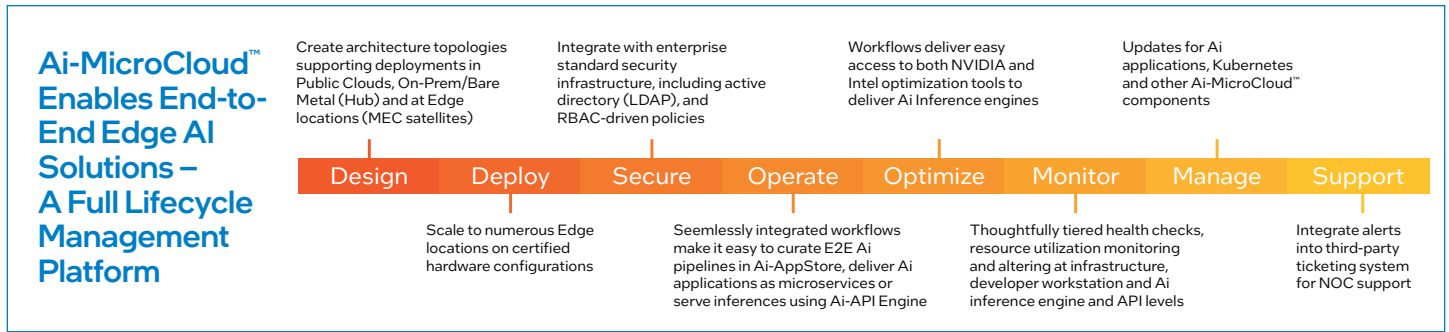 Ai-MicroCloud™
Enables End-to-
End Edge AI
Solutions –
A Full Lifecycle
Management
Platform
Create architecture topologies
supporting deployments in
Public Clouds, On-Prem/Bare
Metal (Hub) and at Edge
locations (MEC satellites)
Integrate with enterprise
standard security
infrastructure, including active
directory (LDAP), and
RBAC-driven policies
Workflows deliver easy
access to both NVIDIA and
Intel optimization tools to
deliver Ai Inference engines
Updates for Ai
applications, Kubernetes
and other Ai-MicroCloud™
components
Design Deploy Secure Operate Optimize Monitor Manage Support
Scale to numerous Edge
locations on certified
hardware configurations
Seemlessly integrated workflows
make it easy to curate E2E Ai
pipelines in Ai-AppStore, deliver Ai
applications as microservices or
serve inferences using Ai-API Engine
Thoughtfully tiered health checks,
resource utilization monitoring
and altering at infrastructure,
developer workstation and Ai
inference engine and API levels
Integrate alerts
into third-party
ticketing system
for NOC support